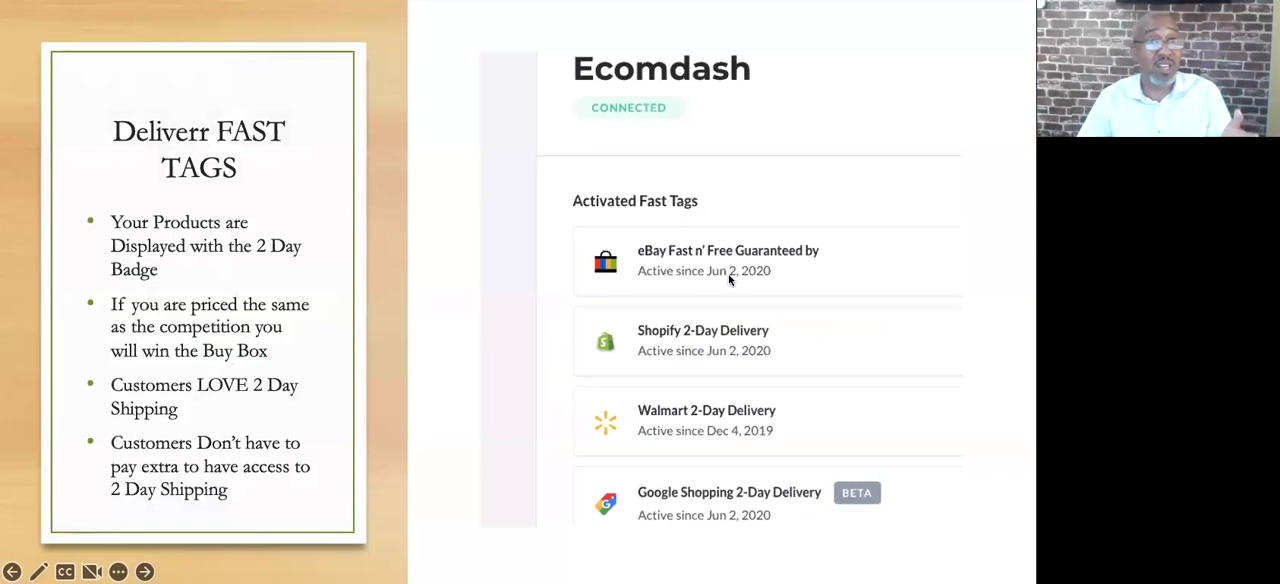 Deliverr FAST
TAGS
Your Products are
Displayed with the 2 Day
Badge
If you are priced the same
as the competition you
will win the Buy Box
Customers LOVE 2 Day
Shipping
Customers Don't have to
pay extra to have access to
2 Day Shipping
Ecomdash
CONNECTED
Activated Fast Tags
eBay Fast n' Free Guaranteed by
Active since Jun 2, 2020
Shopify 2-Day Delivery
Active since Jun 2, 2020
Walmart 2-Day Delivery
Active since Dec 4, 2019
Google Shopping 2-Day Delivery BETA
Active since Jun 2, 2020
CC